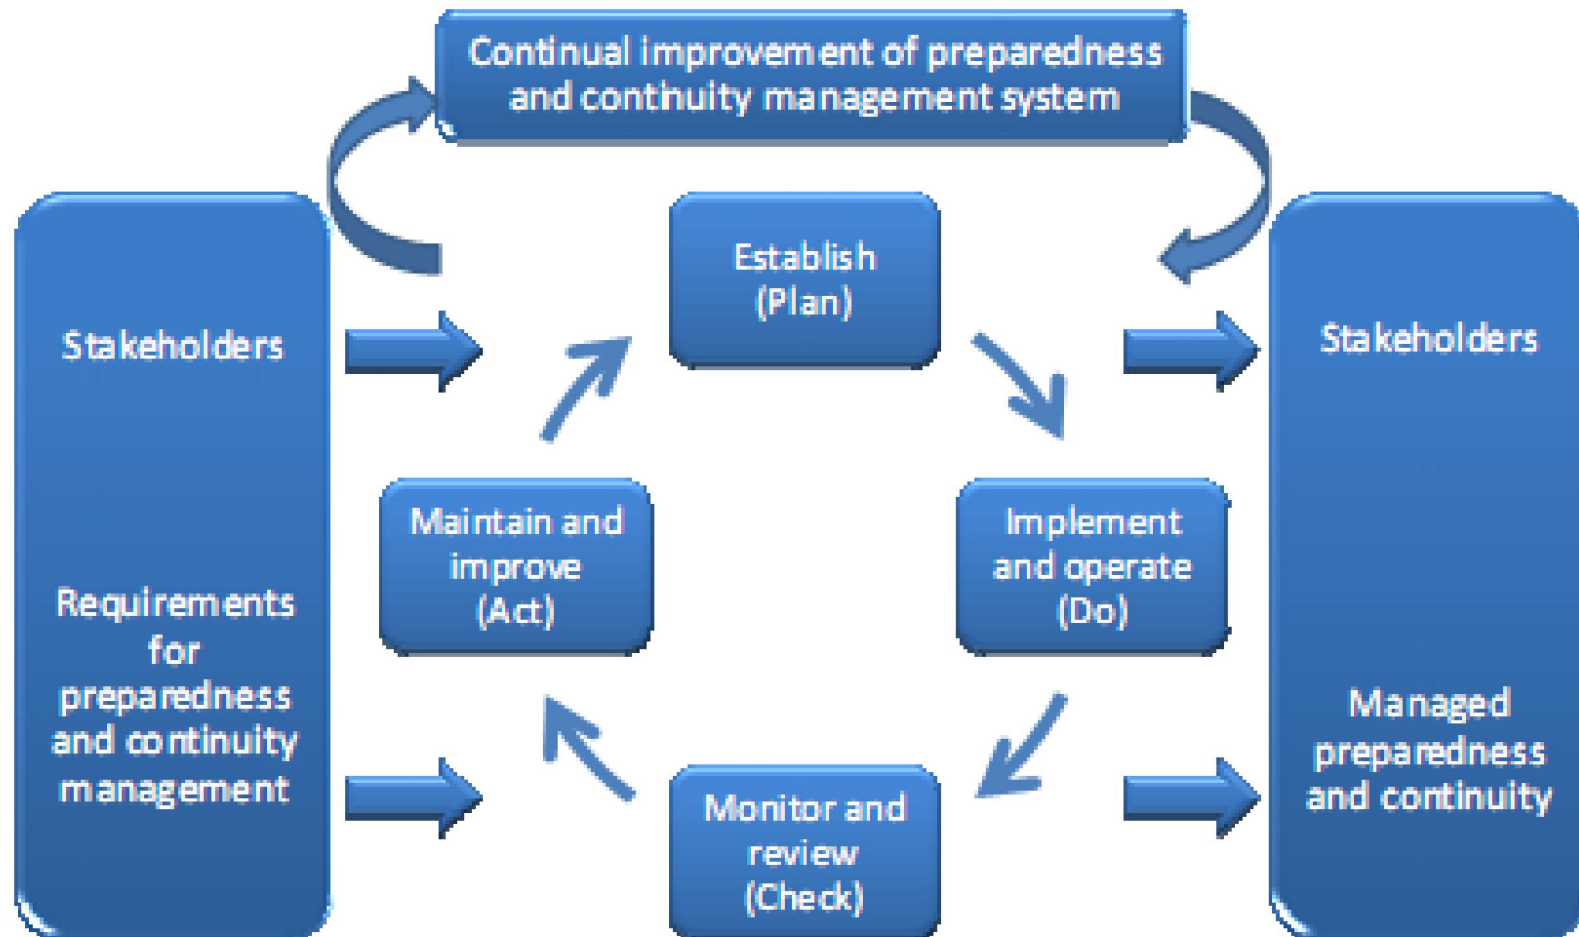 Continual improvement of preparedness
and continuity management system
Stakeholders
Requirements
for
preparedness
and continuity
management
Establish
(Plan)
Maintain and
improve
(Act)
Implement
and operate
(Do)
Monitor and
review
(Check)
Stakeholders
Managed
preparedness
and continuity